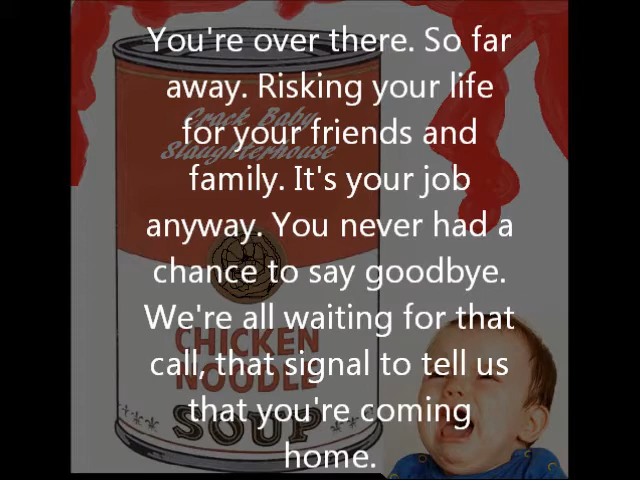 You're over there. So far
away. Risking your life
for your friends and
family. It's your job
anyway. You never had a
chance to say goodbye.
We're all waiting for that
call, that signal to tell us
that you're coming
home.
Crack Baby
Slaughterhouse
CHICKEN
NOODLE
SOUP